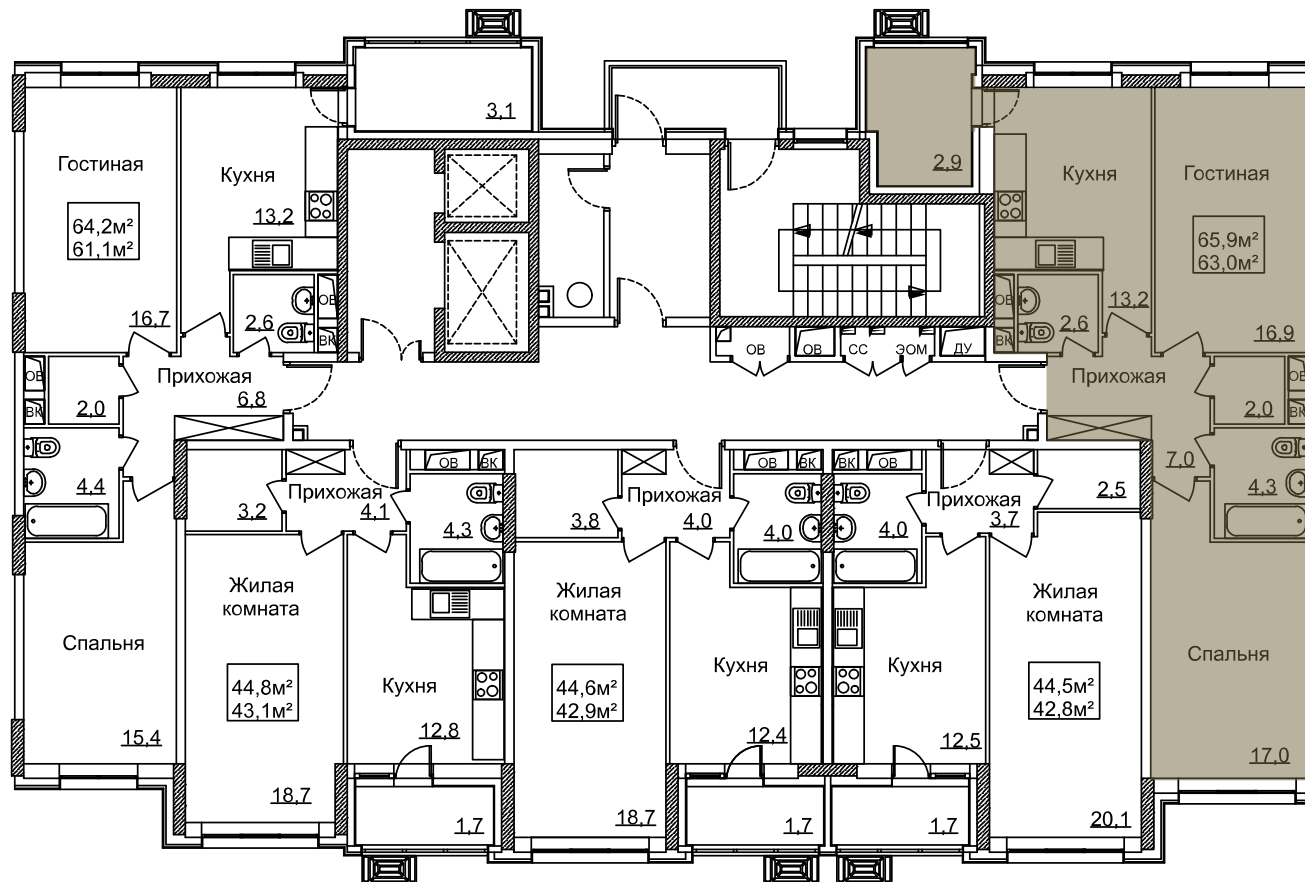 3,1
2,9
Гостиная
64,2м²
61,1м²
16,7
Кухня
13,2
2,6
ОВ
ВК
Кухня
13,2
2,6
ОВ
ВК
Гостиная
65,9м²
63,0м²
16,9
ОВ
ОВ
СС
ЭОМ
ДУ
ОВ
ВК
2,0
Прихожая
6,8
4,4
Прихожая
7,0
2,0
ОВ
ВК
4,3
3,2
Прихожая
4,1
ОВ
ВК
4,3
3,8
Прихожая
4,0
ОВ
ВК
4,0
ВК
ОВ
4,0
Прихожая
3,7
2,5
Спальня
15,4
Жилая
комната
44,8м²
43,1м²
18,7
Кухня
12,8
1,7
Жилая
комната
44,6м²
42,9м²
18,7
Кухня
12,4
1,7
Кухня
12,5
1,7
Жилая
комната
44,5м²
42,8м²
20,1
Спальня
17,0